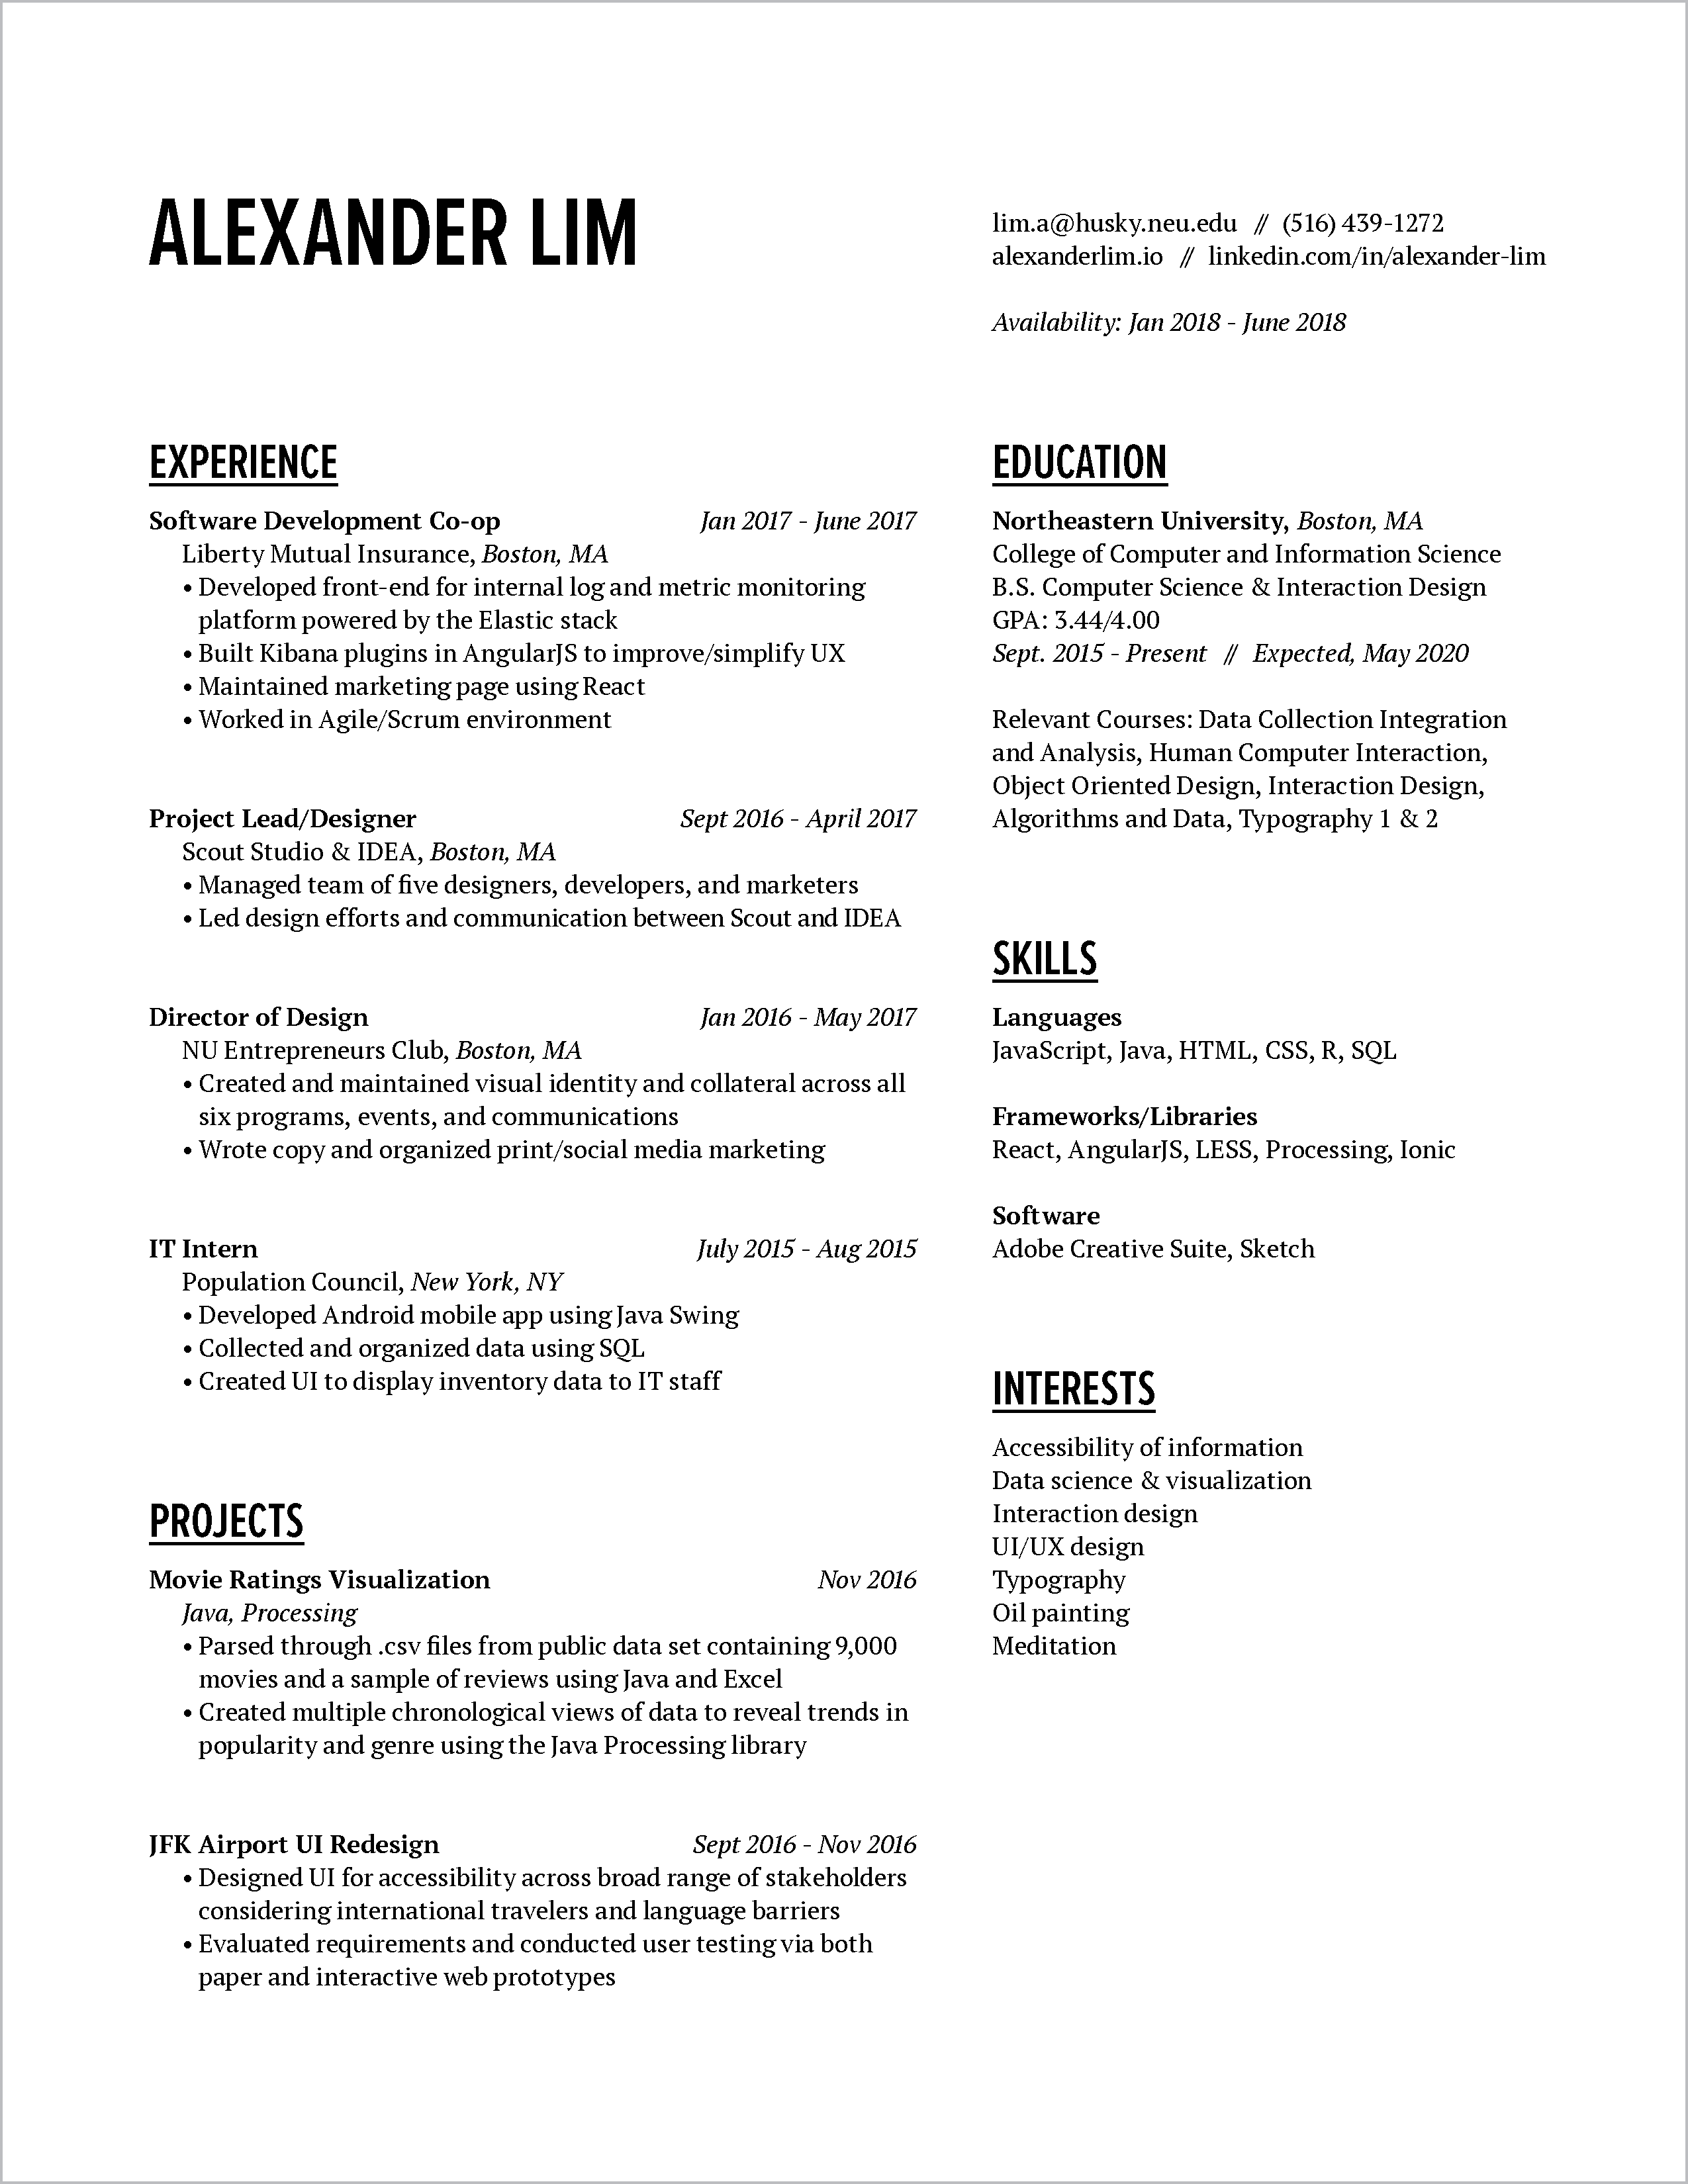 ALEXANDER LIM
lim.a@husky.neu.edu // (516) 439-1272
alexanderlim.io // linkedin.com/in/alexander-lim
Availability: Jan 2018 - June 2018
EXPERIENCE
Software Development Co-op Jan 2017 - June 2017
Liberty Mutual Insurance, Boston, MA
• Developed front-end for internal log and metric monitoring
platform powered by the Elastic stack
• Built Kibana plugins in AngularJS to improve/simplify UX
• Maintained marketing page using React
• Worked in Agile/Scrum environment
Project Lead/Designer Sept 2016 - April 2017
Scout Studio & IDEA, Boston, MA
• Managed team of five designers, developers, and marketers
• Led design efforts and communication between Scout and IDEA
Director of Design Jan 2016 - May 2017
NU Entrepreneurs Club, Boston, MA
• Created and maintained visual identity and collateral across all
six programs, events, and communications
• Wrote copy and organized print/social media marketing
IT Intern July 2015 - Aug 2015
Population Council, New York, NY
• Developed Android mobile app using Java Swing
• Collected and organized data using SQL
• Created UI to display inventory data to IT staff
PROJECTS
Movie Ratings Visualization Nov 2016
Java, Processing
• Parsed through .csv files from public data set containing 9,000
movies and a sample of reviews using Java and Excel
• Created multiple chronological views of data to reveal trends in
popularity and genre using the Java Processing library
JFK Airport UI Redesign Sept 2016 - Nov 2016
• Designed UI for accessibility across broad range of stakeholders
considering international travelers and language barriers
• Evaluated requirements and conducted user testing via both
paper and interactive web prototypes
EDUCATION
Northeastern University, Boston, MA
College of Computer and Information Science
B.S. Computer Science & Interaction Design
GPA: 3.44/4.00
Sept. 2015 - Present // Expected, May 2020
Relevant Courses: Data Collection Integration
and Analysis, Human Computer Interaction,
Object Oriented Design, Interaction Design,
Algorithms and Data, Typography 1 & 2
SKILLS
Languages
JavaScript, Java, HTML, CSS, R, SQL
Frameworks/Libraries
React, AngularJS, LESS, Processing, Ionic
Software
Adobe Creative Suite, Sketch
INTERESTS
Accessibility of information
Data science & visualization
Interaction design
UI/UX design
Typography
Oil painting
Meditation